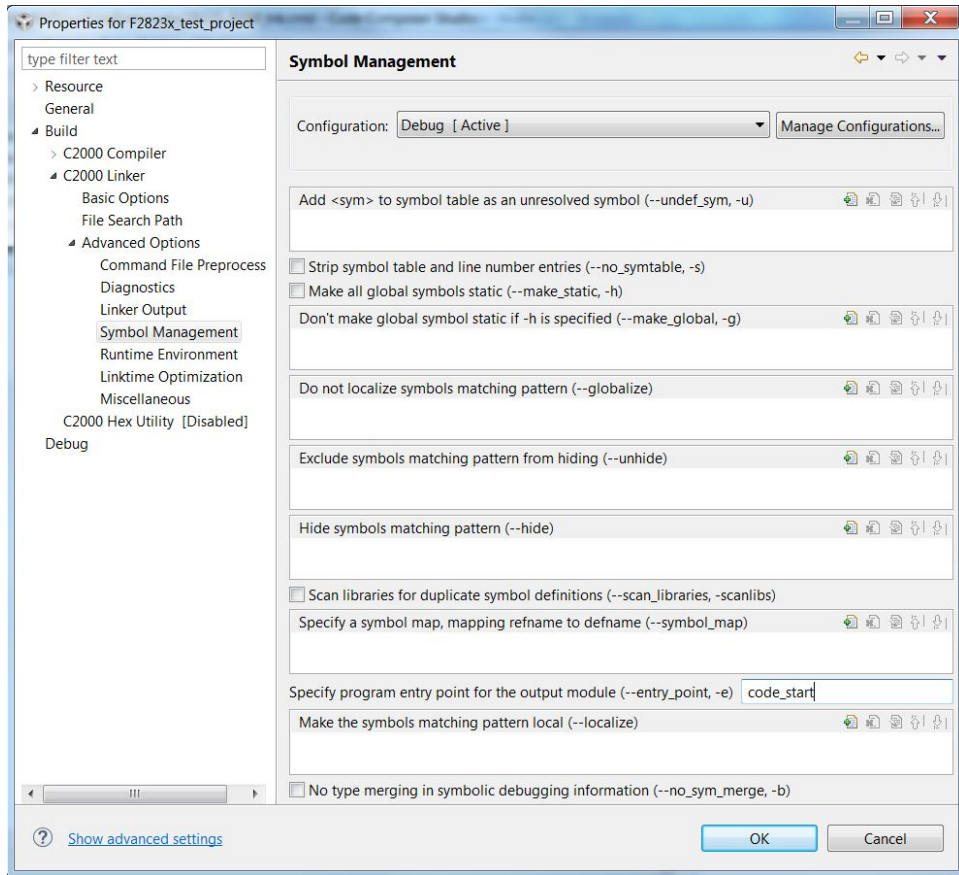 Properties for F2823x_test_project
type filter text
Resource
General
Build
C2000 Compiler
C2000 Linker
Basic Options
File Search Path
Advanced Options
Command File Preprocess
Diagnostics
Linker Output
Symbol Management
Runtime Environment
Linktime Optimization
Miscellaneous
C2000 Hex Utility [Disabled]
Debug
Symbol Management
Configuration: Debug [ Active ] Manage Configurations...
Add <sym> to symbol table as an unresolved symbol (--undef_sym, -u)
Strip symbol table and line number entries (--no_symtable, -s)
Make all global symbols static (--make_static, -h)
Don't make global symbol static if -h is specified (--make_global, -g)
Do not localize symbols matching pattern (--globalize)
Exclude symbols matching pattern from hiding (--unhide)
Hide symbols matching pattern (--hide)
Scan libraries for duplicate symbol definitions (--scan_libraries, -scanlibs)
Specify a symbol map, mapping refname to defname (--symbol_map)
Specify program entry point for the output module (--entry_point, -e) code_start
Make the symbols matching pattern local (--localize)
No type merging in symbolic debugging information (--no_sym_merge, -b)
Show advanced settings
OK Cancel